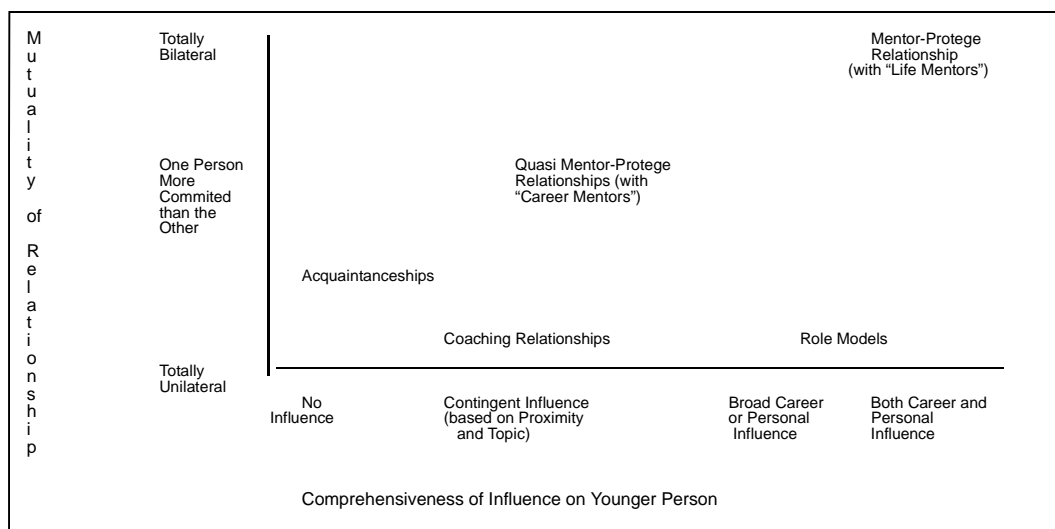 Mutuality of Relationship
Totally
Bilateral
Mentor-Protege
Relationship
(with “Life Mentors”)
One Person
More
Commited
than the
Other
Quasi Mentor-Protege
Relationships (with
“Career Mentors”)
Acquaintanceships
Coaching Relationships
Role Models
Totally
Unilateral
No
Influence
Contingent Influence
(based on Proximity
and Topic)
Broad Career
or Personal
Influence
Both Career and
Personal
Influence
Comprehensiveness of Influence on Younger Person